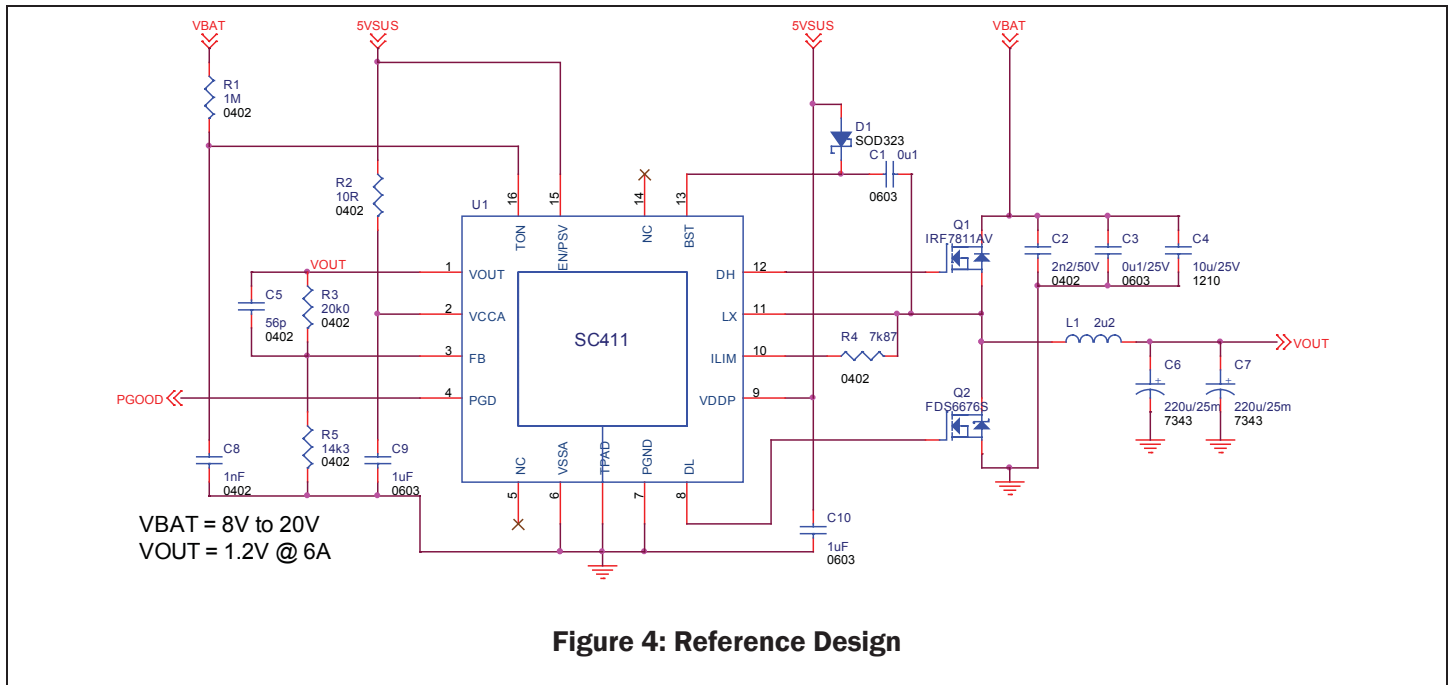 VBAT
5VSUS
5VSUS
VBAT
R1
1M
0402
D1
SOD323
C1 0u1
0603
R2
10R
0402
U1
16
15
14
13
TON
EN/PSV
NC
BST
Q1
IRF7811AV
C2
2n2/50V
0402
C3
0u1/25V
0603
C4
10u/25V
1210
VOUT
1
VOUT
DH
12
C5
56p
0402
R3
20k0
0402
2
VCCA
LX
11
SC411
R4 7k87
0402
L1 2u2
VOUT
3
FB
ILIM
10
C6
220u/25m
7343
C7
220u/25m
7343
PGOOD
4
PGD
VDDP
9
Q2
FDS6676S
R5
14k3
0402
C8
1nF
0402
C9
1uF
0603
NC
VSSA
TPAD
PGND
DL
5
6
7
8
C10
1uF
0603
VBAT = 8V to 20V
VOUT = 1.2V @ 6A
Figure 4: Reference Design